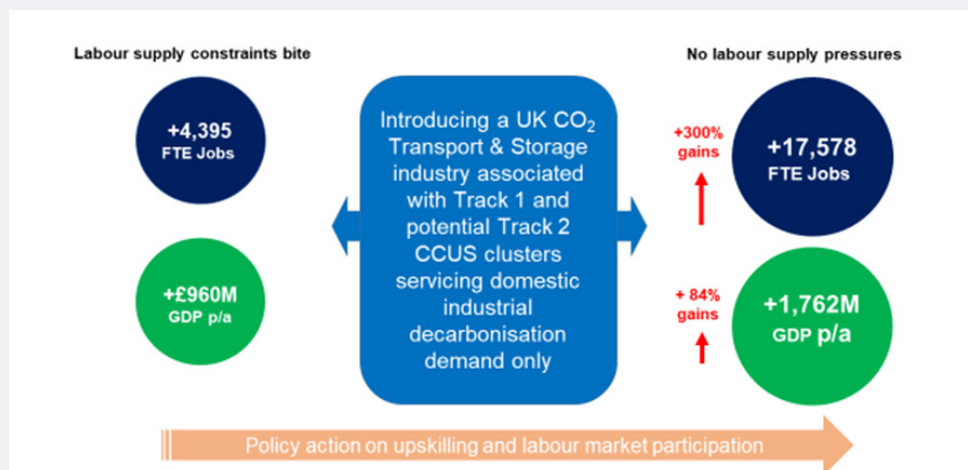 Labour supply constraints bite
+4,395
FTE Jobs
+£960M
GDP p/a
Introducing a UK CO₂
Transport & Storage
industry associated
with Track 1 and
potential Track 2
CCUS clusters
servicing domestic
industrial
decarbonisation
demand only
No labour supply pressures
+300%
gains
+17,578
FTE Jobs
+ 84%
gains
+1,762M
GDP p/a
Policy action on upskilling and labour market participation